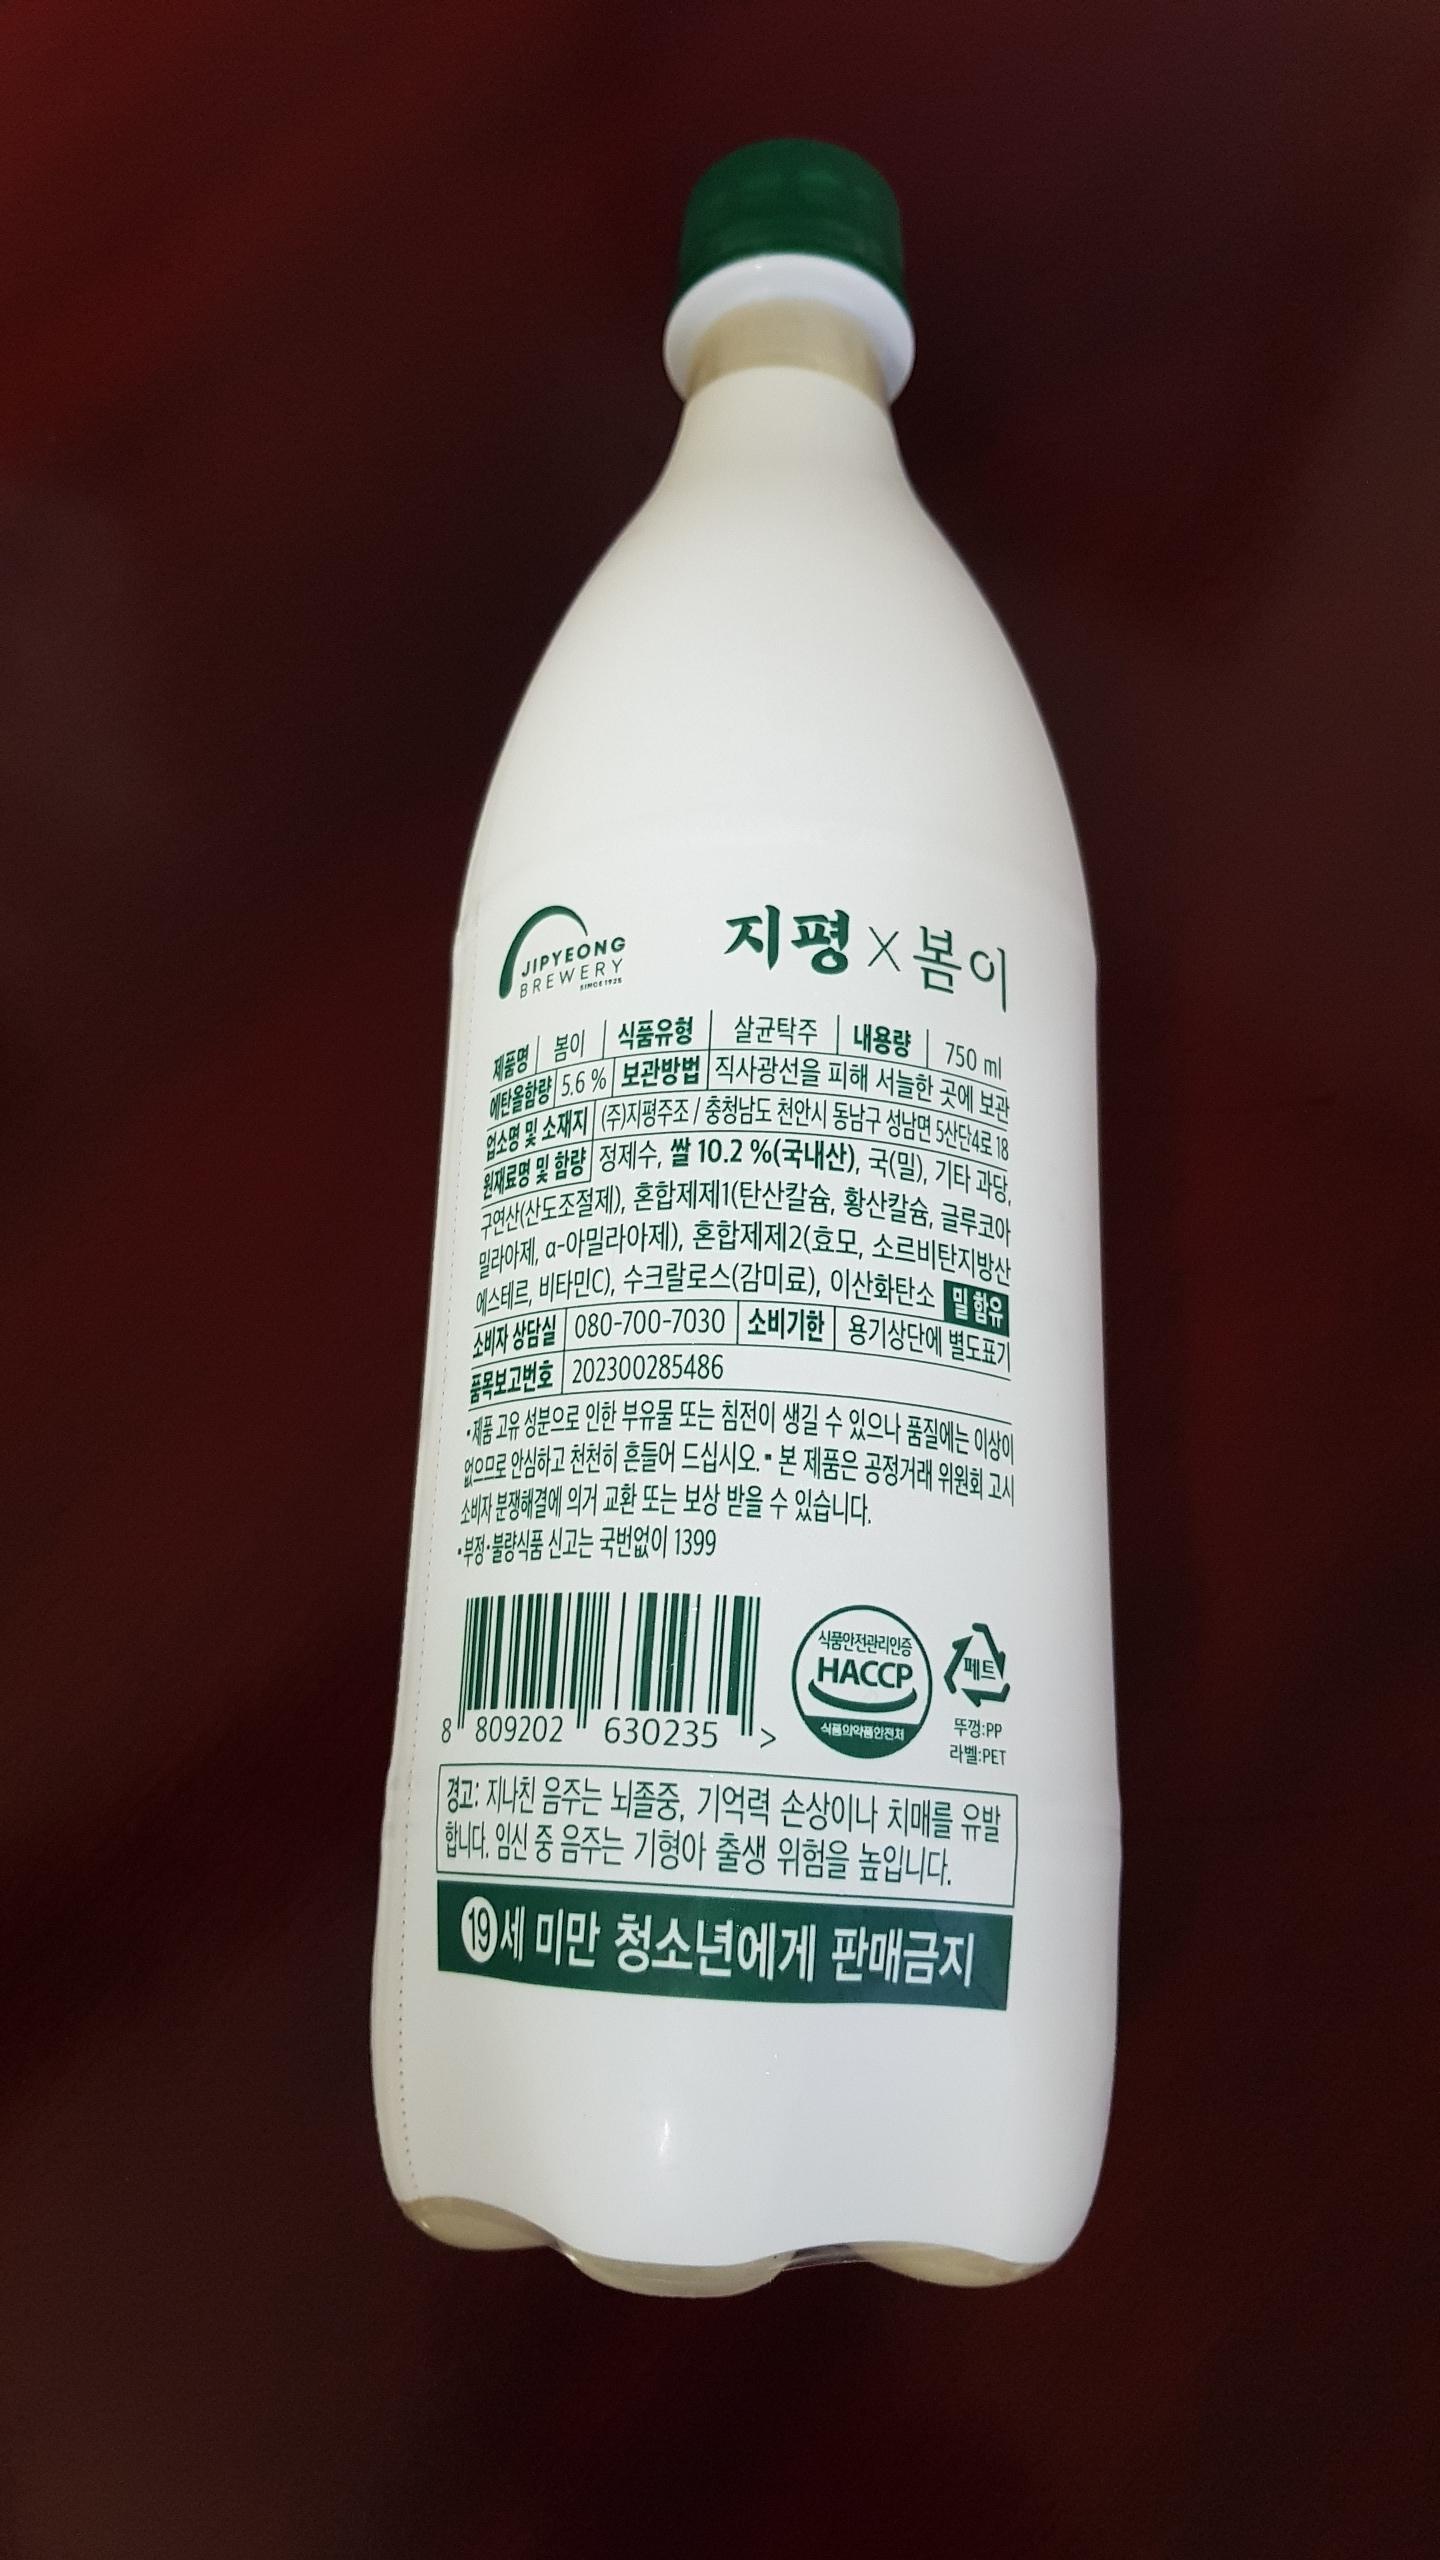 JIPYEONG
BREWERY
SINCE 1925
지평×봄이
제품명 봄이 식품유형 살균탁주 내용량 750 ml
에탄올함량 5.6 % 보관방법 직사광선을 피해 서늘한 곳에 보관
업소명 및 소재지 (주)지평주조 / 충청남도 천안시 동남구 성남면 5산단4로 18
원재료명 및 함량 정제수, 쌀 10.2 %(국내산), 국(밀), 기타 과당,
구연산(산도조절제), 혼합제제1(탄산칼슘, 황산칼슘, 글루코아
밀라아제, α-아밀라아제), 혼합제제2(효모, 소르비탄지방산
에스테르, 비타민C), 수크랄로스(감미료), 이산화탄소 밀 함유
소비자 상담실 080-700-7030 소비기한 용기상단에 별도표기
품목보고번호 202300285486
▪제품 고유 성분으로 인한 부유물 또는 침전이 생길 수 있으나 품질에는 이상이
없으므로 안심하고 천천히 흔들어 드십시오.▪본 제품은 공정거래 위원회 고시
소비자 분쟁해결에 의거 교환 또는 보상 받을 수 있습니다.
▪부정·불량식품 신고는 국번없이 1399
8 809202 630235 >
식품안전관리인증
HACCP
식품의약품안전처
페트
뚜껑:PP
라벨:PET
경고: 지나친 음주는 뇌졸중, 기억력 손상이나 치매를 유발
합니다. 임신 중 음주는 기형아 출생 위험을 높입니다.
19세 미만 청소년에게 판매금지